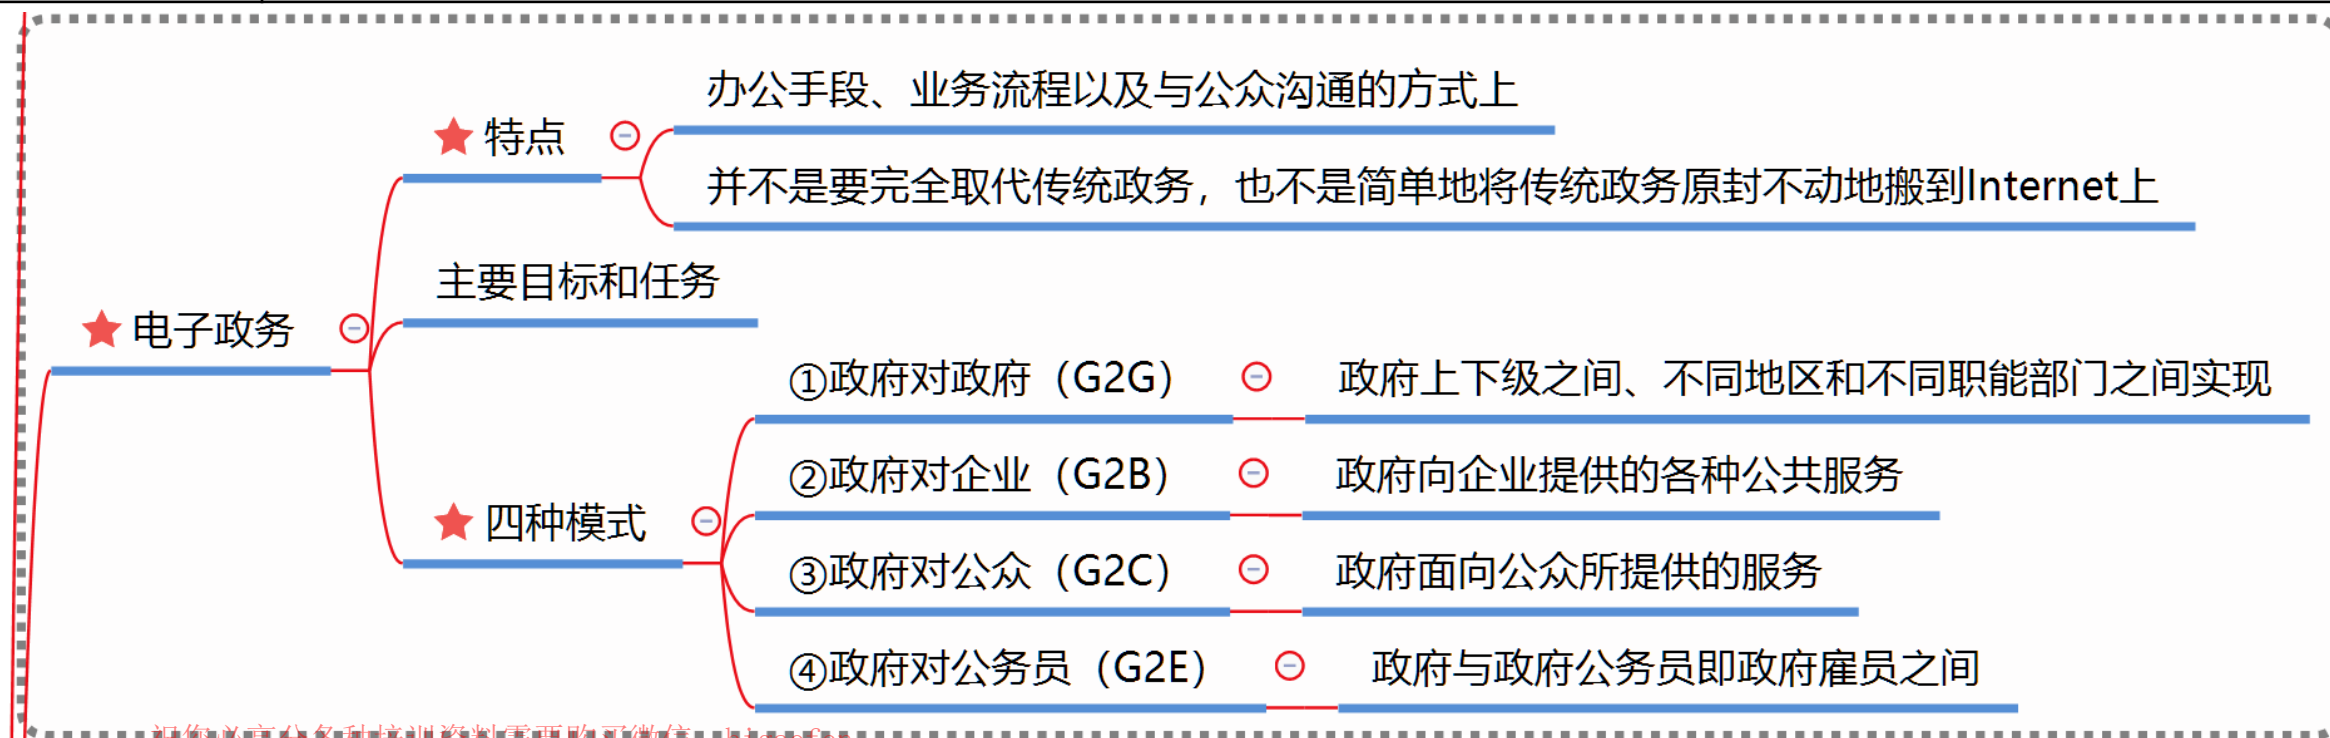 办公手段、业务流程以及与公众沟通的方式上
特点
并不是要完全取代传统政务，也不是简单地将传统政务原封不动地搬到Internet上
主要目标和任务
电子政务
①政府对政府（G2G）
政府上下级之间、不同地区和不同职能部门之间实现
②政府对企业（G2B）
政府向企业提供的各种公共服务
四种模式
③政府对公众（G2C）
政府面向公众所提供的服务
④政府对公务员（G2E）
政府与政府公务员即政府雇员之间